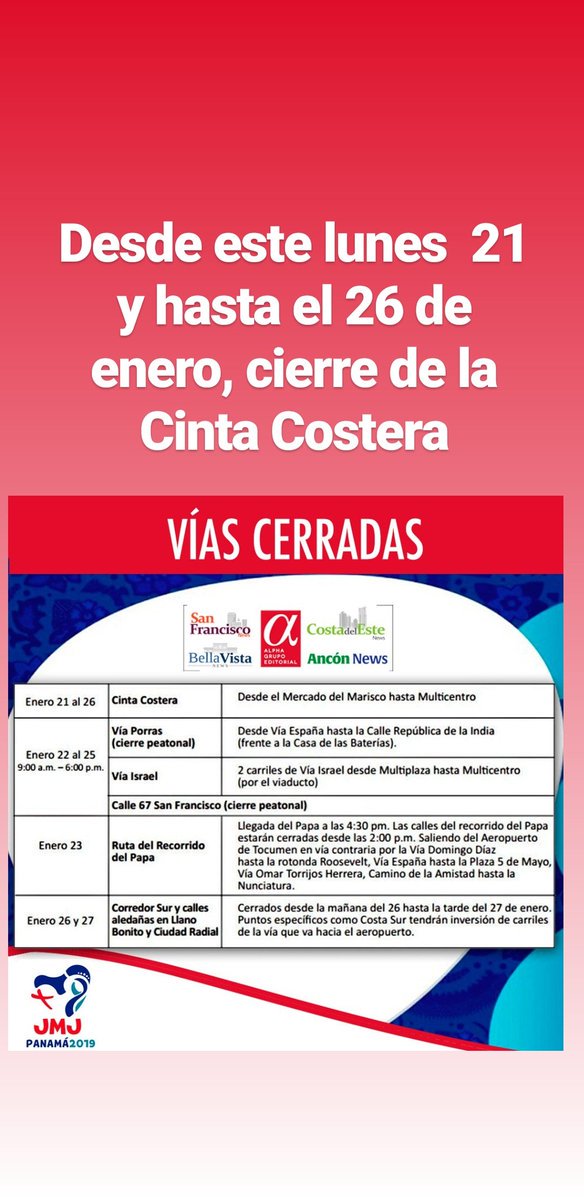 Desde este lunes 21
y hasta el 26 de
enero, cierre de la
Cinta Costera
VÍAS CERRADAS
San
Francisco
News
BellaVista
NEWS
α
ALPHA
GRUPO
EDITORIAL
Costa del Este
News
Ancón News
Enero 21 al 26
Cinta Costera
Desde el Mercado del Marisco hasta Multicentro
Enero 22 al 25
9:00 a.m. – 6:00 p.m.
Vía Porras
(cierre peatonal)
Desde Vía España hasta la Calle República de la India
(frente a la Casa de las Baterías).
Vía Israel
2 carriles de Vía Israel desde Multiplaza hasta Multicentro
(por el viaducto)
Calle 67 San Francisco (cierre peatonal)
Enero 23
Ruta del Recorrido
del Papa
Llegada del Papa a las 4:30 pm. Las calles del recorrido del Papa
estarán cerradas desde las 2:00 p.m. Saliendo del Aeropuerto
de Tocumen en vía contraria por la Vía Domingo Díaz
hasta la rotonda Roosevelt, Vía España hasta la Plaza 5 de Mayo,
Vía Omar Torrijos Herrera, Camino de la Amistad hasta la
Nunciatura.
Enero 26 y 27
Corredor Sur y calles
aledañas en Llano
Bonito y Ciudad Radial
Cerrados desde la mañana del 26 hasta la tarde del 27 de enero.
Puntos específicos como Costa Sur tendrán inversión de carriles
de la vía que va hacia el aeropuerto.
JMJ
PANAMÁ2019